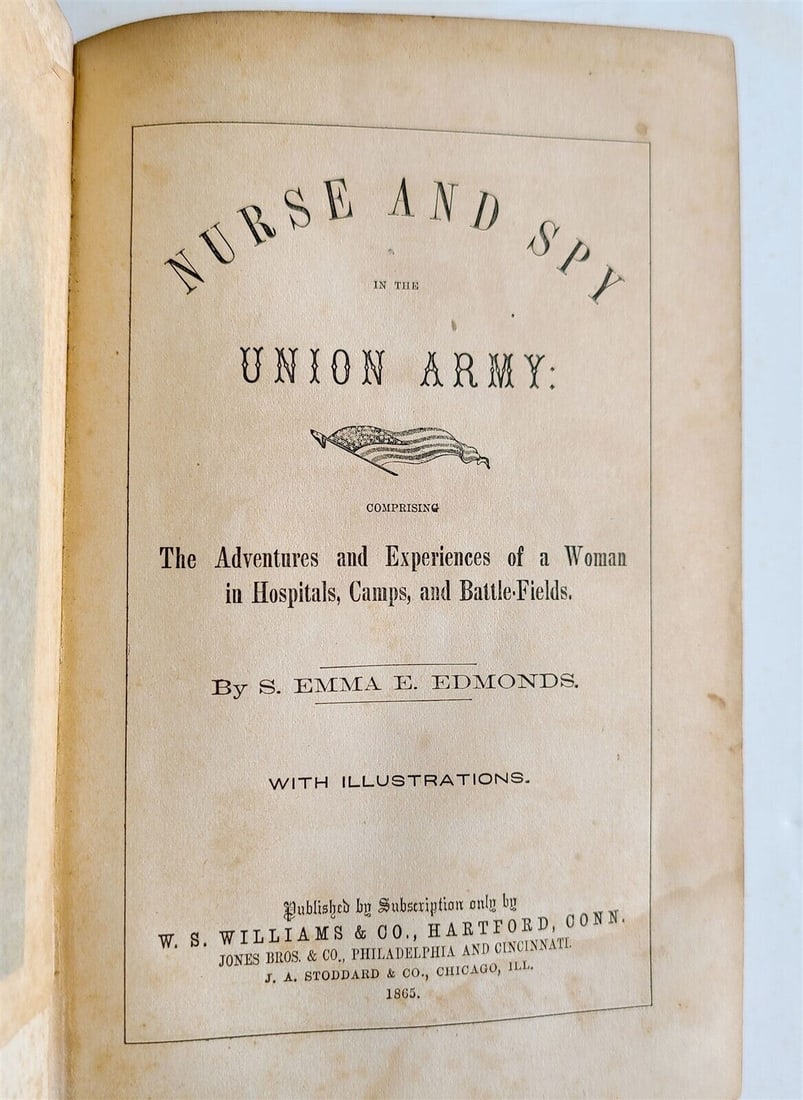 NURSE AND SPY
IN THE
UNION ARMY:
COMPRISING
The Adventures and Experiences of a Woman
in Hospitals, Camps, and Battle-Fields.
By S. EMMA E. EDMONDS.
WITH ILLUSTRATIONS.
Published by Subscription only by
W. S. WILLIAMS & CO., HARTFORD, CONN.
JONES BROS. & CO., PHILADELPHIA AND CINCINNATI.
J. A. STODDARD & CO., CHICAGO, ILL.
1865.